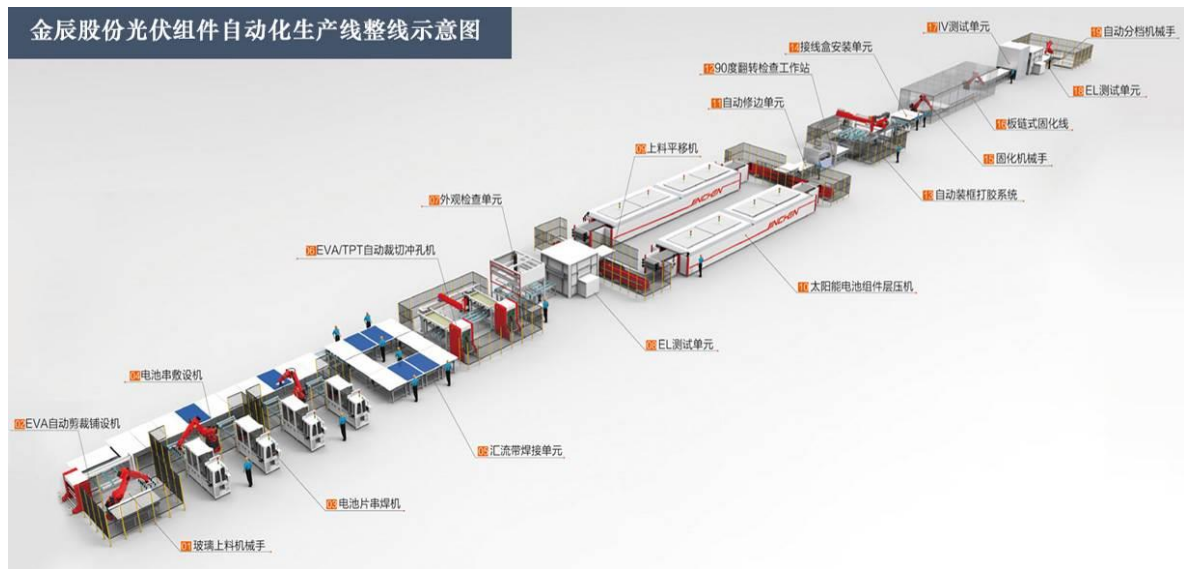 金辰股份光伏组件自动化生产线整线示意图
17IV测试单元
19自动分档机械手
14接线盒安装单元
12 90度翻转检查工作站
18EL测试单元
11自动修边单元
16板链式固化线
09上料平移机
15固化机械手
07外观检查单元
13自动装框打胶系统
JINCHEN
06EVA/TPT自动裁切冲孔机
JINCHEN
10太阳能电池组件层压机
08EL测试单元
04电池串敷设机
02EVA自动剪裁铺设机
05汇流带焊接单元
03电池片串焊机
01玻璃上料机械手